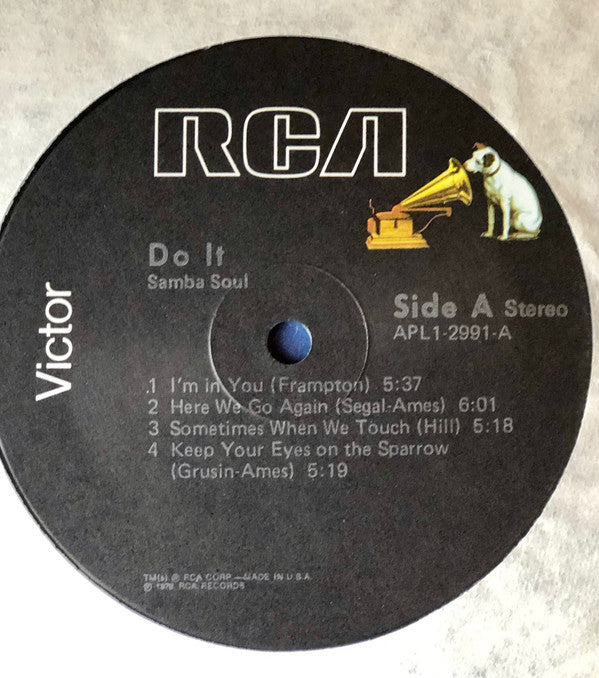 RCA
Victor
Do It
Samba Soul
Side A Stereo
APL1-2991-A
1 I'm in You (Frampton) 5:37
2 Here We Go Again (Segal-Ames) 6:01
3 Sometimes When We Touch (Hill) 5:18
4 Keep Your Eyes on the Sparrow
(Grusin-Ames) 5:19
TM(s) ® RCA CORP.—MADE IN U.S.A.
℗ 1978, RCA RECORDS